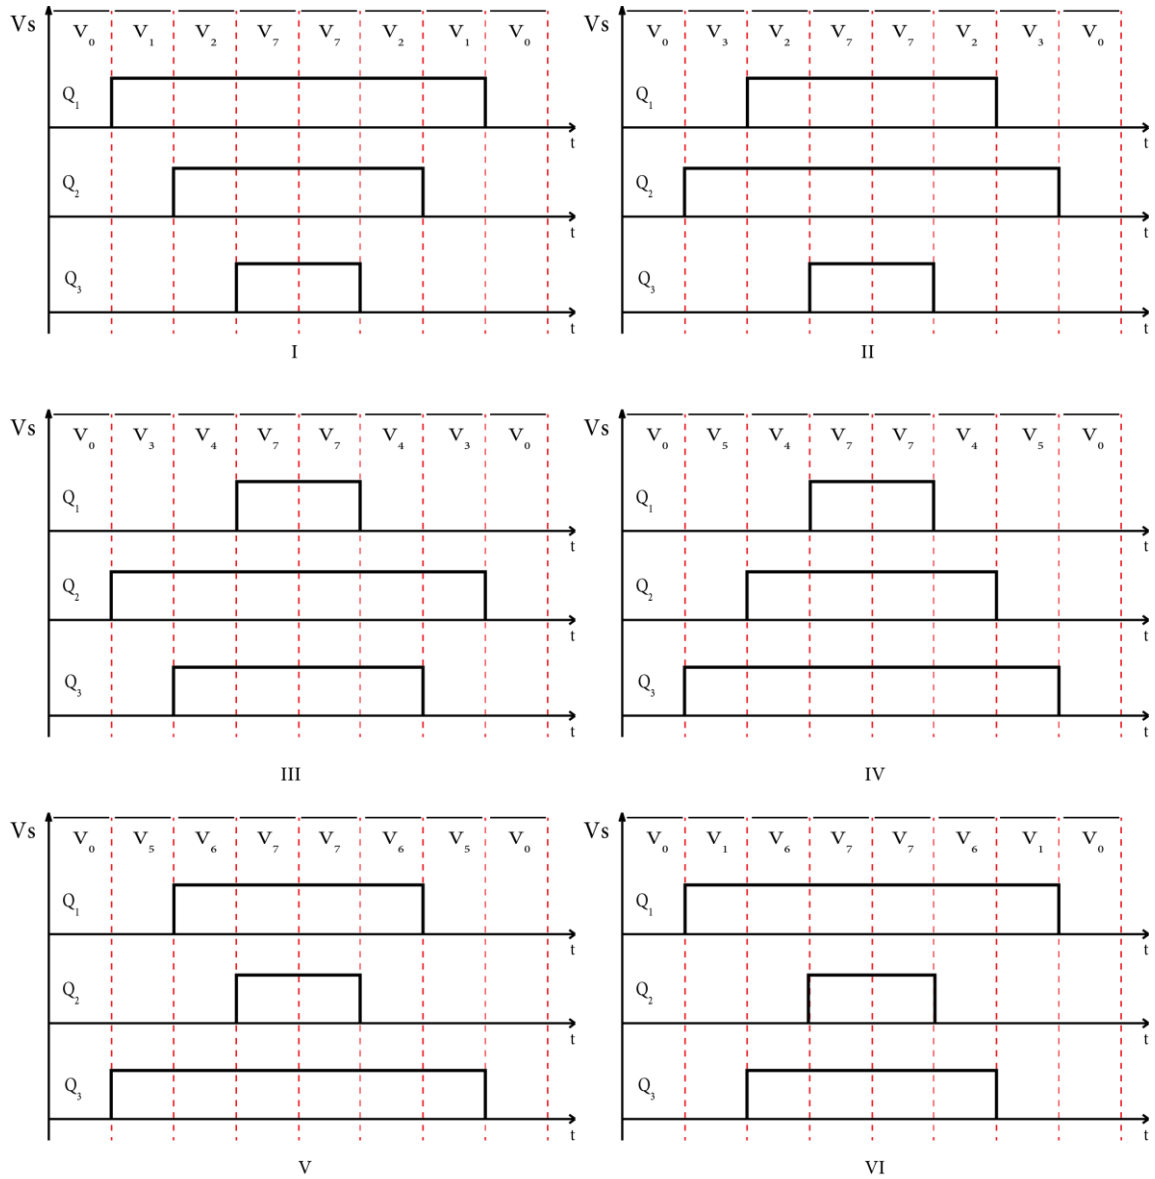 Vs V₀ V₁ V₂ V₇ V₇ V₂ V₁ V₀
Q₁
t
Q₂
t
Q₃
t
I
Vs V₀ V₃ V₂ V₇ V₇ V₂ V₃ V₀
Q₁
t
Q₂
t
Q₃
t
II
Vs V₀ V₃ V₄ V₇ V₇ V₄ V₃ V₀
Q₁
t
Q₂
t
Q₃
t
III
Vs V₀ V₅ V₄ V₇ V₇ V₄ V₅ V₀
Q₁
t
Q₂
t
Q₃
t
IV
Vs V₀ V₅ V₆ V₇ V₇ V₆ V₅ V₀
Q₁
t
Q₂
t
Q₃
t
V
Vs V₀ V₁ V₆ V₇ V₇ V₆ V₁ V₀
Q₁
t
Q₂
t
Q₃
t
VI